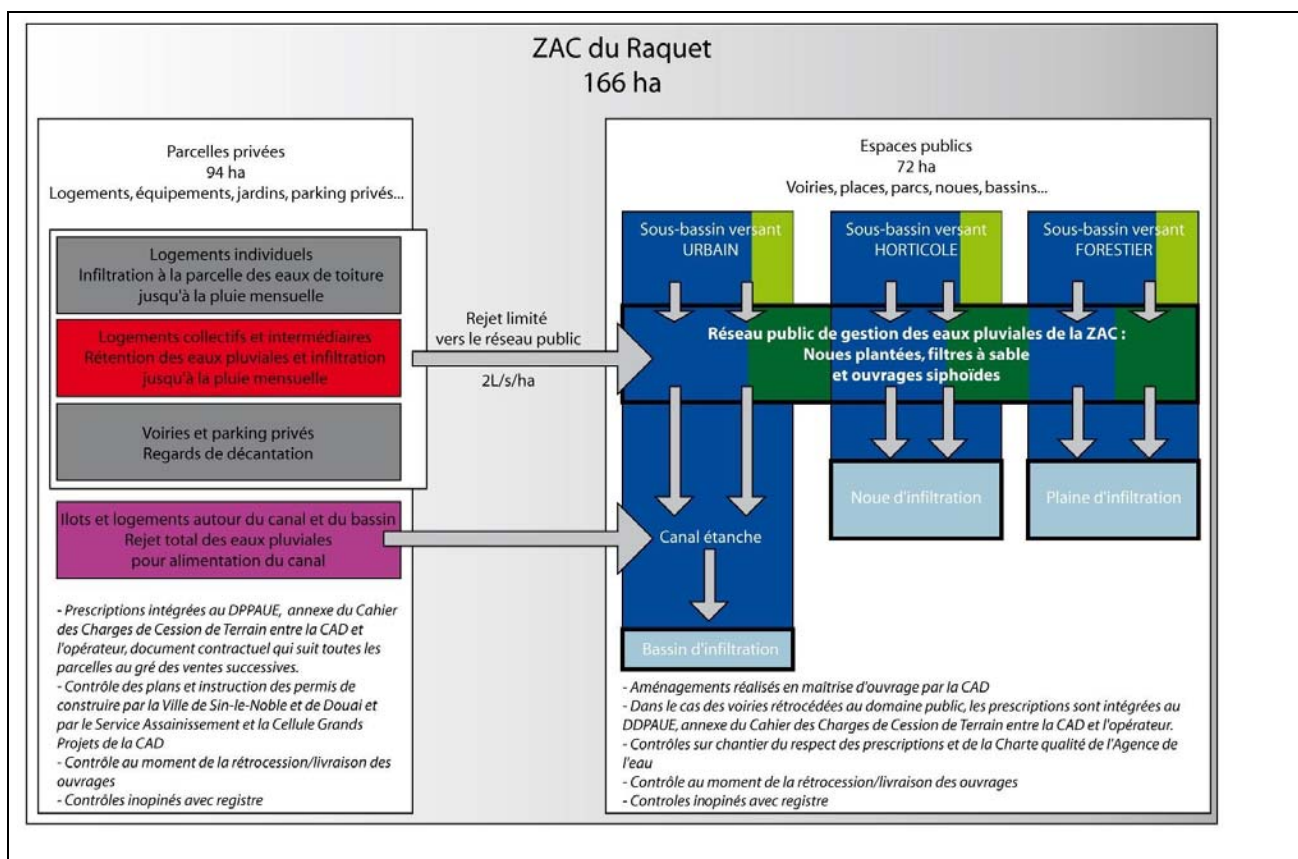 ZAC du Raquet
166 ha
Parcelles privées
94 ha
Logements, équipements, jardins, parking privés...
Logements individuels
Infiltration à la parcelle des eaux de toiture
jusqu'à la pluie mensuelle
Logements collectifs et intermédiaires
Rétention des eaux pluviales et infiltration
jusqu'à la pluie mensuelle
Voiries et parking privés
Regards de décantation
Ilots et logements autour du canal et du bassin
Rejet total des eaux pluviales
pour alimentation du canal
- Prescriptions intégrées au DPPAUE, annexe du Cahier
des Charges de Cession de Terrain entre la CAD et
l'opérateur, document contractuel qui suit toutes les
parcelles au gré des ventes successives.
- Contrôle des plans et instruction des permis de
construire par la Ville de Sin-le-Noble et de Douai et
par le Service Assainissement et la Cellule Grands
Projets de la CAD
- Contrôle au moment de la rétrocession/livraison des
ouvrages
- Contrôles inopinés avec registre
Rejet limité
vers le réseau public
2L/s/ha
Espaces publics
72 ha
Voiries, places, parcs, noues, bassins...
Sous-bassin versant
URBAIN
Sous-bassin versant
HORTICOLE
Sous-bassin versant
FORESTIER
Réseau public de gestion des eaux pluviales de la ZAC :
Noues plantées, filtres à sable
et ouvrages siphoïdes
Noue d'infiltration
Plaine d'infiltration
Canal étanche
Bassin d'infiltration
- Aménagements réalisés en maîtrise d'ouvrage par la CAD
- Dans le cas des voiries rétrocédées au domaine public, les prescriptions sont intégrées au
DDPAUE, annexe du Cahier des Charges de Cession de Terrain entre la CAD et l'opérateur.
- Contrôles sur chantier du respect des prescriptions et de la Charte qualité de l'Agence de
l'eau
- Contrôle au moment de la rétrocession/livraison des ouvrages
- Controles inopinés avec registre